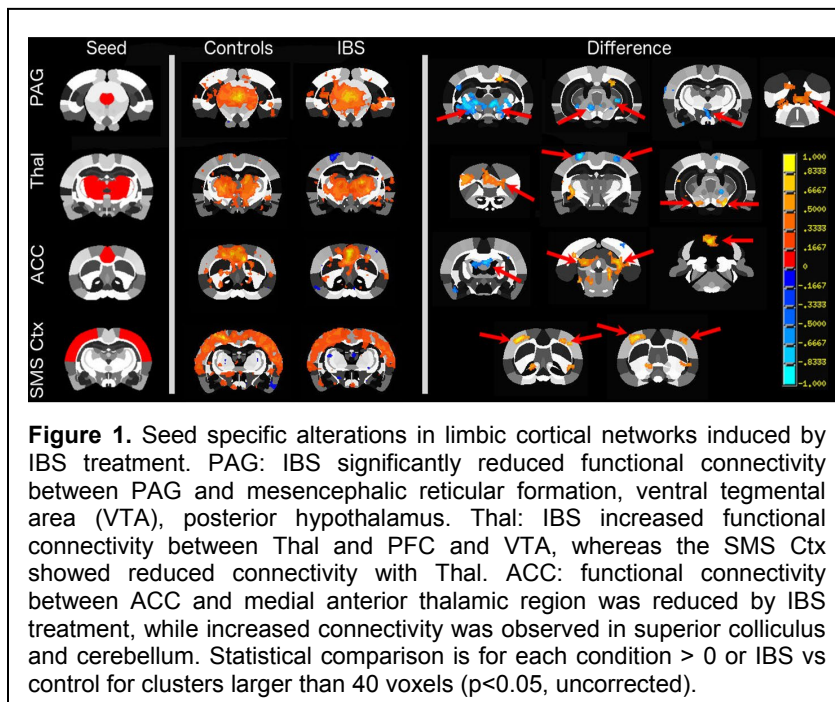 Seed Controls IBS Difference
PAG
Thal
ACC
SMS Ctx
1.000
.8333
.6667
.5000
.3333
.1667
0
-.1667
-.3333
-.5000
-.6667
-.8333
-1.000
Figure 1. Seed specific alterations in limbic cortical networks induced by
IBS treatment. PAG: IBS significantly reduced functional connectivity
between PAG and mesencephalic reticular formation, ventral tegmental
area (VTA), posterior hypothalamus. Thal: IBS increased functional
connectivity between Thal and PFC and VTA, whereas the SMS Ctx
showed reduced connectivity with Thal. ACC: functional connectivity
between ACC and medial anterior thalamic region was reduced by IBS
treatment, while increased connectivity was observed in superior colliculus
and cerebellum. Statistical comparison is for each condition > 0 or IBS vs
control for clusters larger than 40 voxels (p<0.05, uncorrected).